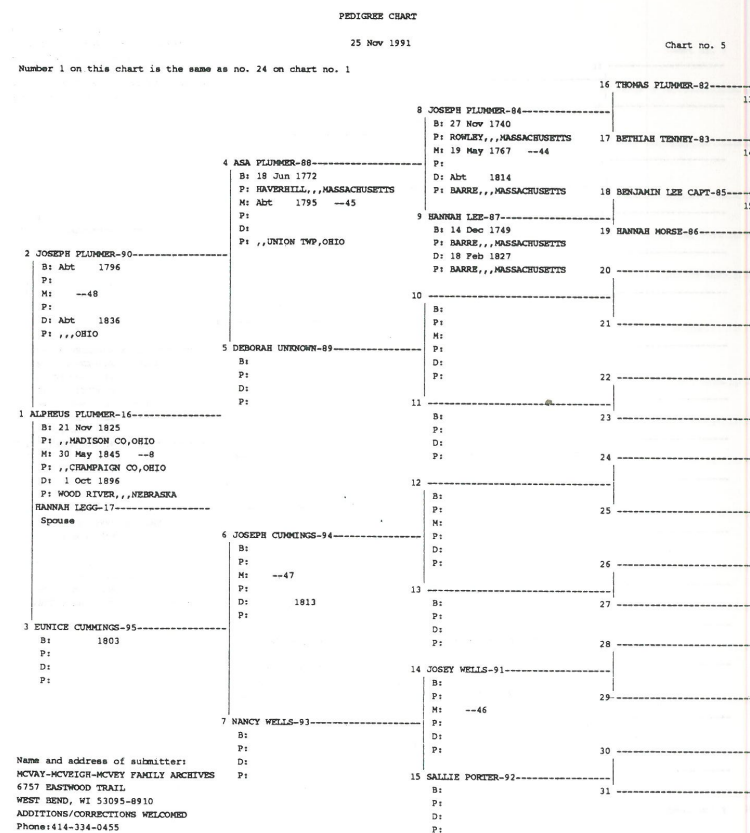 PEDIGREE CHART
25 Nov 1991
Chart no. 5
Number 1 on this chart is the same as no. 24 on chart no. 1
16 THOMAS PLUMMER-82
8 JOSEPH PLUMMER-84
B: 27 Nov 1740
P: ROWLEY,,,MASSACHUSETTS
M: 19 May 1767 --44
P:
D: Abt 1814
P: BARRE,,,MASSACHUSETTS
17 BETHIAH TENNEY-83
4 ASA PLUMMER-88
B: 18 Jun 1772
P: HAVERHILL,,,MASSACHUSETTS
M: Abt 1795 --45
P:
D:
P: ,,UNION TWP,OHIO
18 BENJAMIN LEE CAPT-85
9 HANNAH LEE-87
B: 14 Dec 1749
P: BARRE,,,MASSACHUSETTS
D: 18 Feb 1827
P: BARRE,,,MASSACHUSETTS
19 HANNAH MORSE-86
2 JOSEPH PLUMMER-90
B: Abt 1796
P:
M: --48
P:
D: Abt 1836
P: ,,,OHIO
20
10
B:
P:
M:
P:
D:
P:
21
5 DEBORAH UNKNOWN-89
B:
P:
D:
P:
22
11
B:
P:
D:
P:
23
1 ALPHEUS PLUMMER-16
B: 21 Nov 1825
P: ,,MADISON CO,OHIO
M: 30 May 1845 --8
P: ,,CHAMPAIGN CO,OHIO
D: 1 Oct 1896
P: WOOD RIVER,,,NEBRASKA
HANNAH LEGG-17
Spouse
24
12
B:
P:
M:
P:
D:
P:
25
6 JOSEPH CUMMINGS-94
B:
P:
M: --47
P:
D: 1813
P:
26
13
B:
P:
D:
P:
27
3 EUNICE CUMMINGS-95
B: 1803
P:
D:
P:
28
14 JOSEY WELLS-91
B:
P:
M: --46
P:
D:
P:
29
7 NANCY WELLS-93
B:
P:
D:
P:
30
15 SALLIE PORTER-92
B:
P:
D:
P:
31
Name and address of submitter:
MCVAY-MCVEIGH-MCVEY FAMILY ARCHIVES
6757 EASTWOOD TRAIL
WEST BEND, WI 53095-8910
ADDITIONS/CORRECTIONS WELCOMED
Phone:414-334-0455